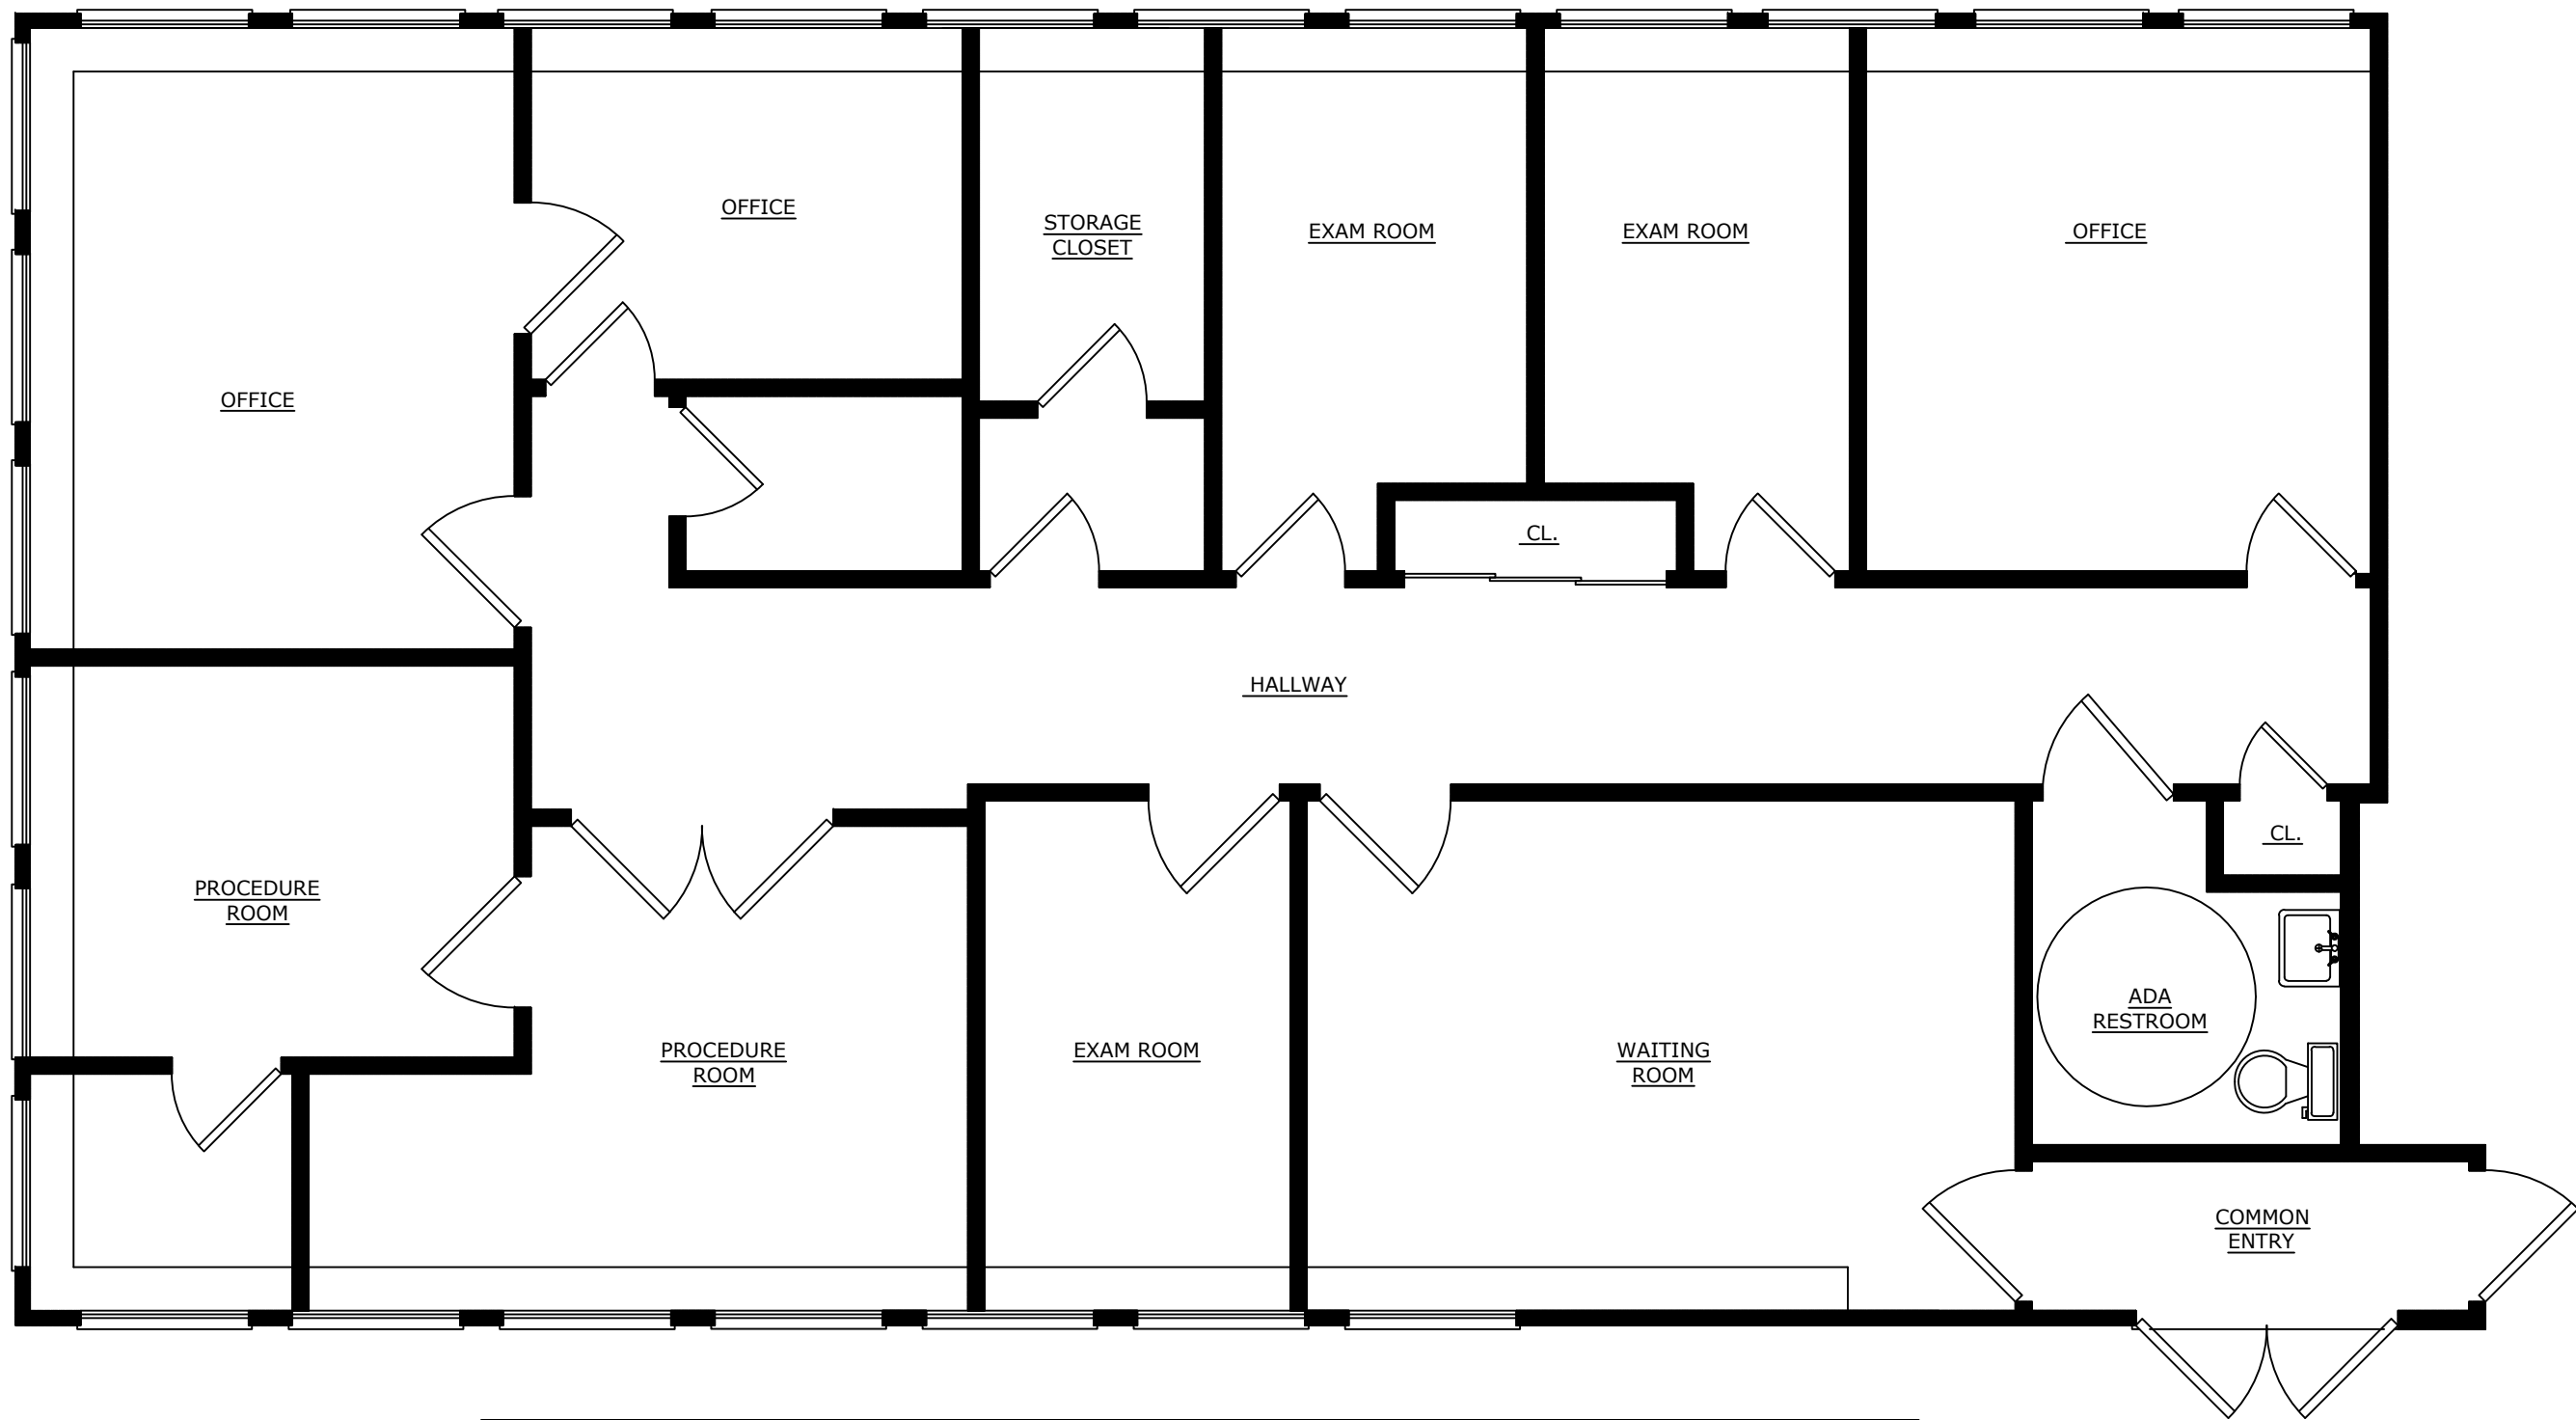 OFFICE
STORAGE
CLOSET
EXAM ROOM
EXAM ROOM
OFFICE
OFFICE
CL.
HALLWAY
CL.
PROCEDURE
ROOM
ADA
RESTROOM
PROCEDURE
ROOM
EXAM ROOM
WAITING
ROOM
COMMON
ENTRY